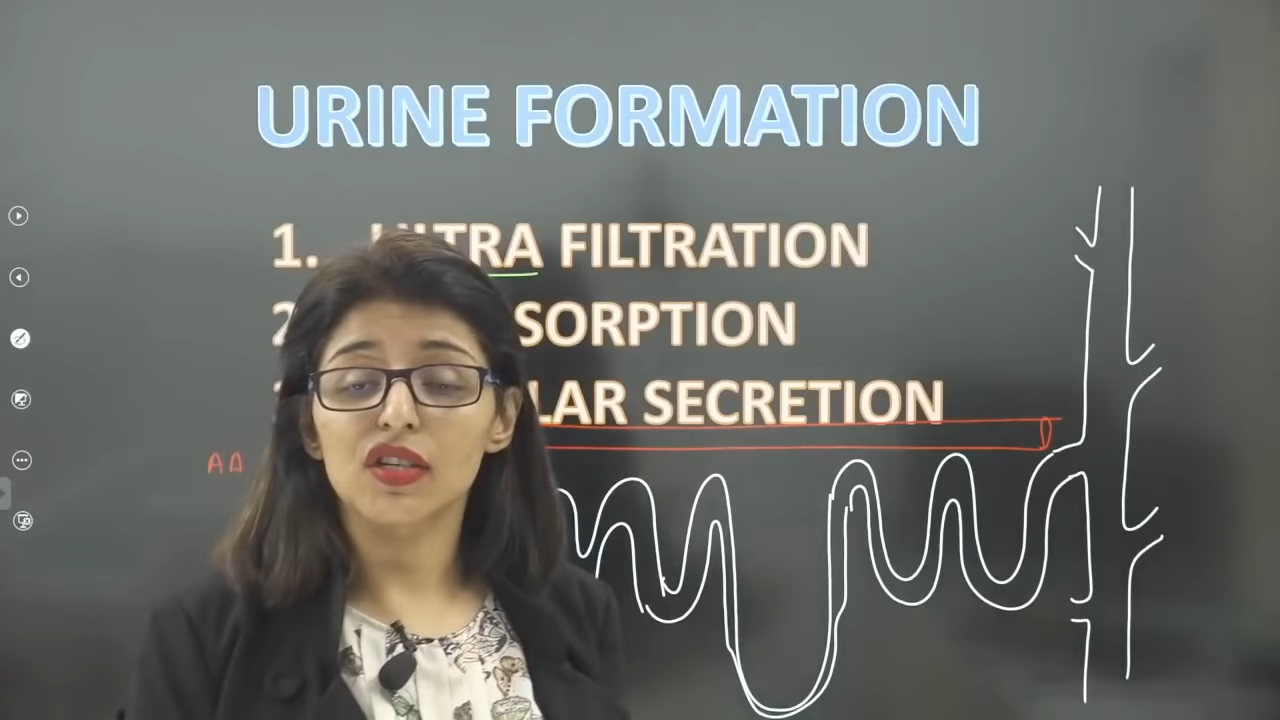 URINE FORMATION
1. ULTRA FILTRATION
SORPTION
LAR SECRETION
AA